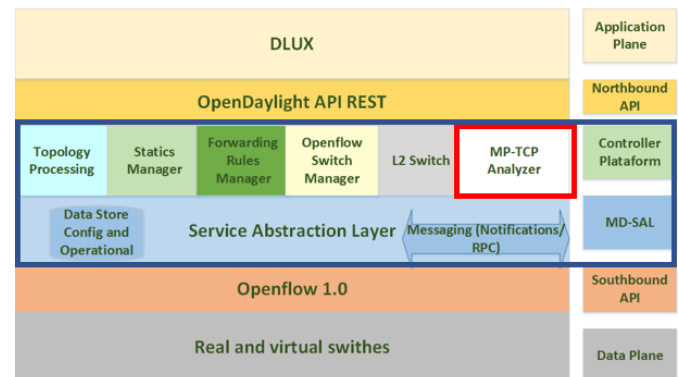 DLUX
Application
Plane
OpenDaylight API REST
Northbound
API
Topology
Processing
Statics
Manager
Forwarding
Rules
Manager
Openflow
Switch
Manager
L2 Switch
MP-TCP
Analyzer
Controller
Plataform
Data Store
Config and
Operational
Service Abstraction Layer
Messaging (Notifications/
RPC)
MD-SAL
Openflow 1.0
Southbound
API
Real and virtual swithes
Data Plane